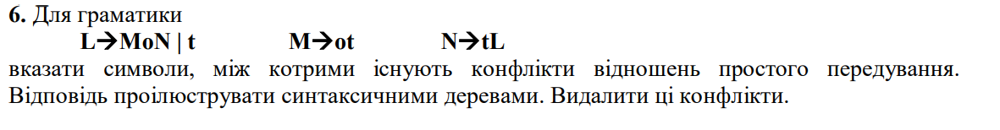 6. Для граматики
L→MoN | t M→ot N→tL
вказати символи, між котрими існують конфлікти відношень простого передування.
Відповідь проілюструвати синтаксичними деревами. Видалити ці конфлікти.